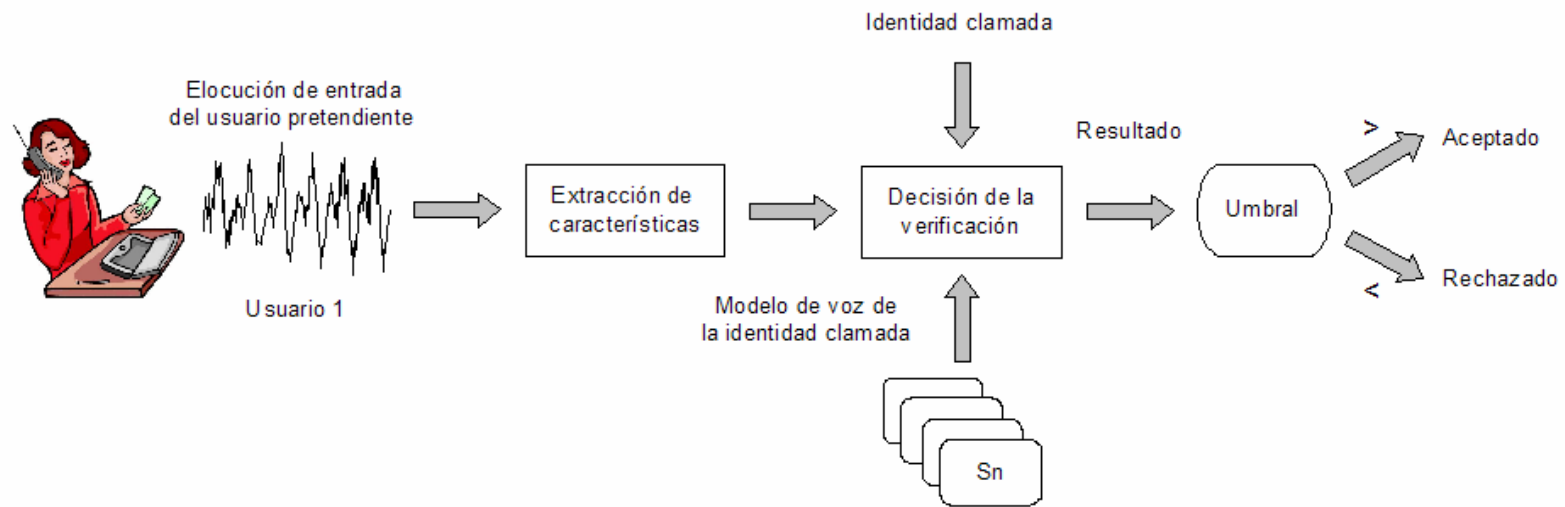 Identidad clamada
Elocución de entrada
del usuario pretendiente
Usuario 1
Extracción de
características
Decisión de la
verificación
Modelo de voz de
la identidad clamada
Sn
Resultado
Umbral
>
Aceptado
<
Rechazado